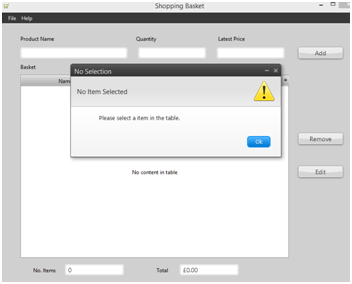 Shopping Basket
File Help
Product Name Quantity Latest Price
Add
Basket
No Selection
Nam
No Item Selected
Please select a item in the table.
Ok
Remove
No content in table
Edit
No. Items 0 Total £0.00